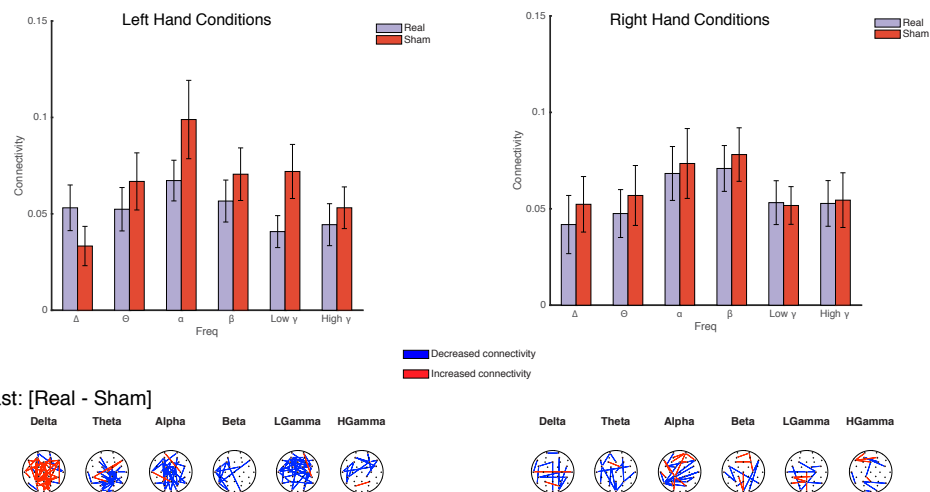 Left Hand Conditions
0.15
0.1
0.05
0
Connectivity
Real
Sham
Δ Θ α β Low γ High γ
Freq
Right Hand Conditions
0.15
0.1
0.05
0
Connectivity
Real
Sham
Δ Θ α β Low γ High γ
Freq
Decreased connectivity
Increased connectivity
[Real - Sham]
Delta Theta Alpha Beta LGamma HGamma
Delta Theta Alpha Beta LGamma HGamma